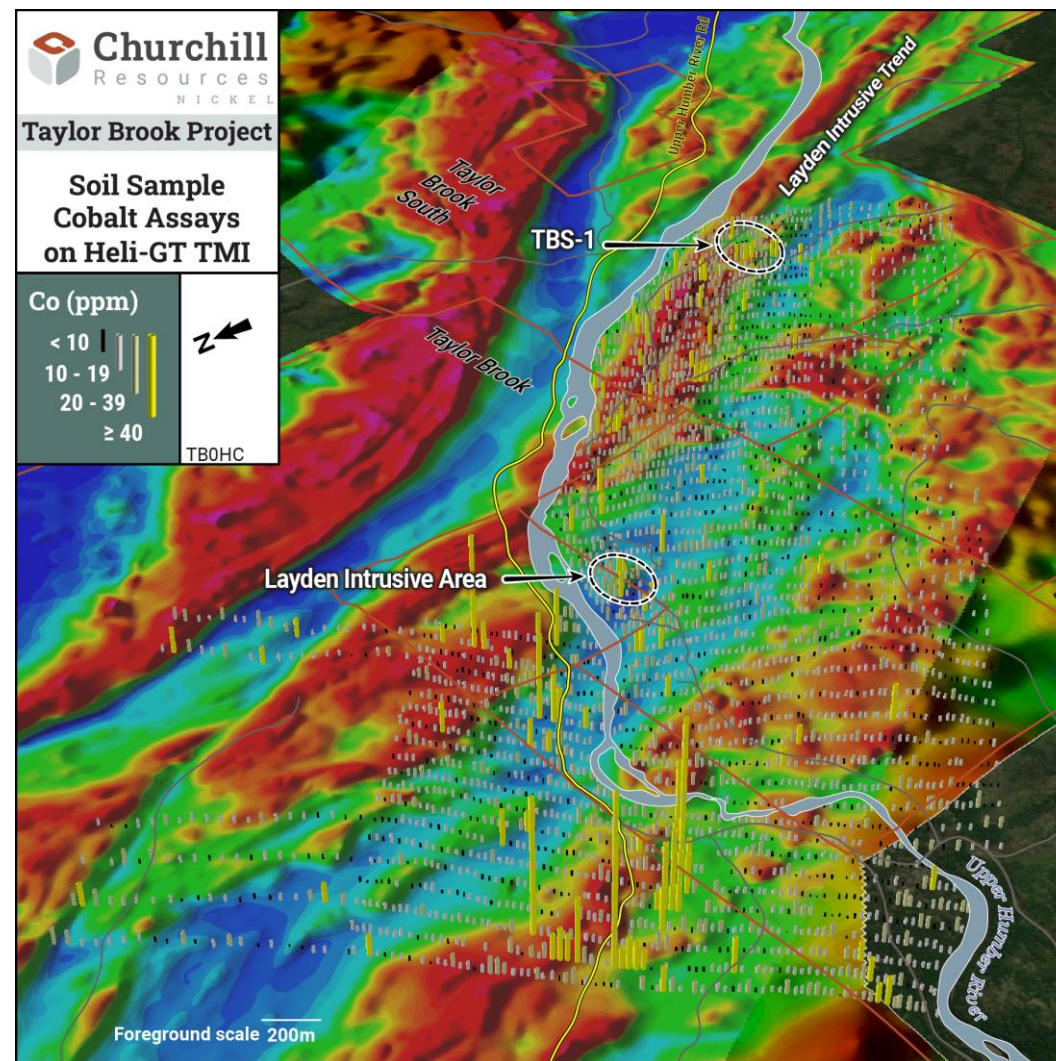 Churchill
Resources
NICKEL
Taylor Brook Project
Soil Sample
Cobalt Assays
on Heli-GT TMI
Co (ppm)
< 10
10 - 19
20 - 39
≥ 40
N
TB0HC
Upper Humber River Rd
Layden Intrusive Trend
Taylor
Brook
South
TBS-1
Taylor Brook
Layden Intrusive Area
Upper Humber River
Foreground scale 200m